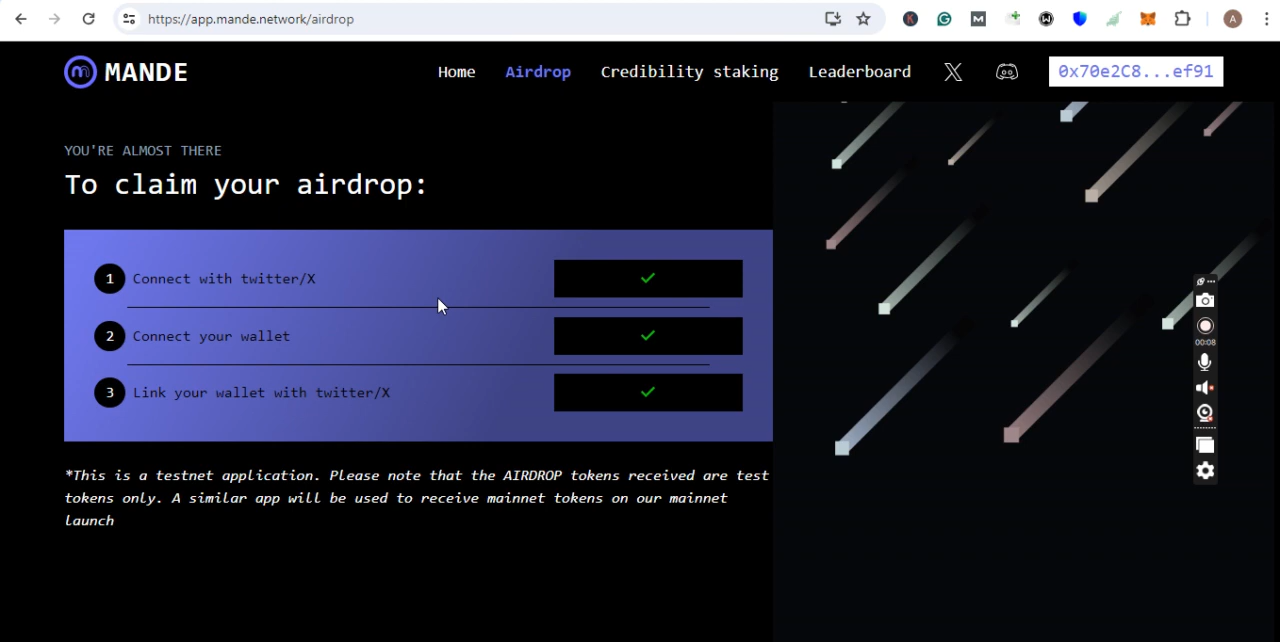 https://app.mande.network/airdrop
K
G
M
A
MANDE
Home
Airdrop
Credibility staking
Leaderboard
0x70e2C8...ef91
YOU'RE ALMOST THERE
To claim your airdrop:
1 Connect with twitter/X
2 Connect your wallet
3 Link your wallet with twitter/X
00:08
*This is a testnet application. Please note that the AIRDROP tokens received are test
tokens only. A similar app will be used to receive mainnet tokens on our mainnet
launch